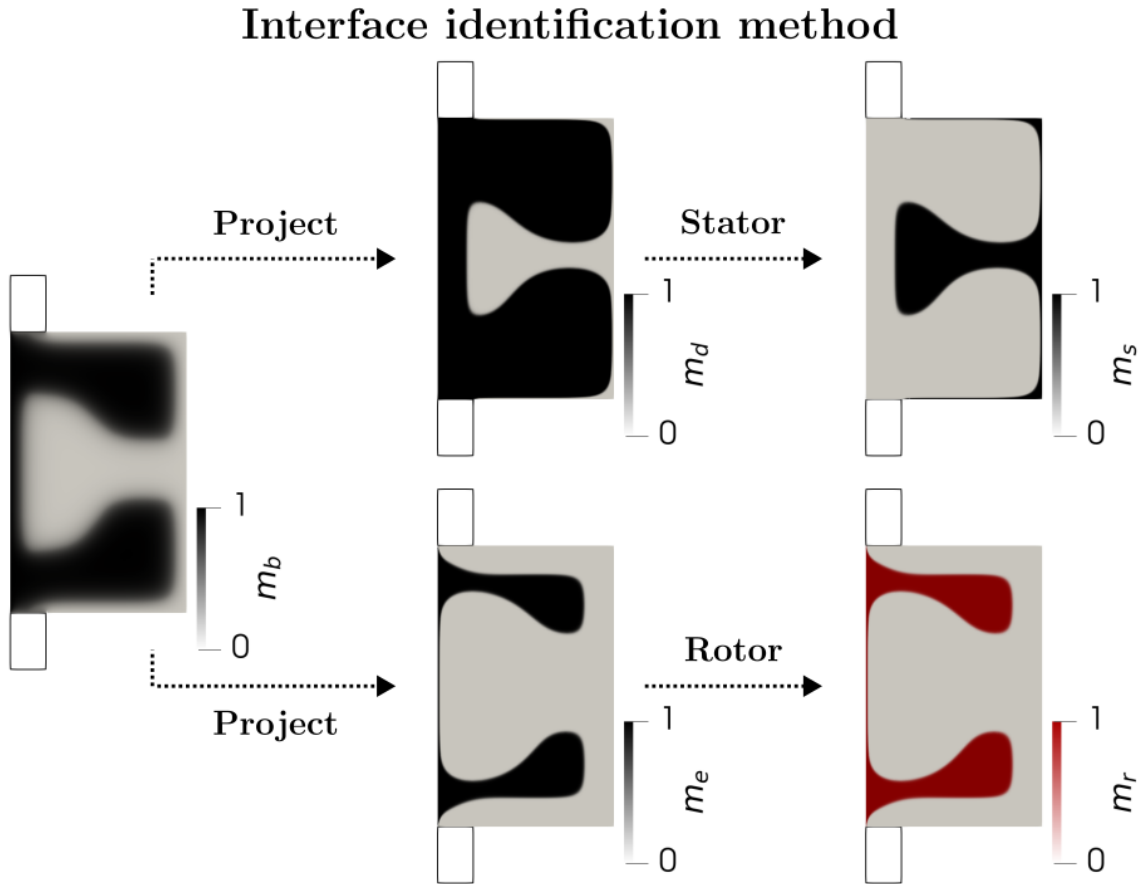 Interface identification method
Project
Stator
1
m_d
0
1
m_s
0
1
m_b
0
Project
Rotor
1
m_e
0
1
m_r
0